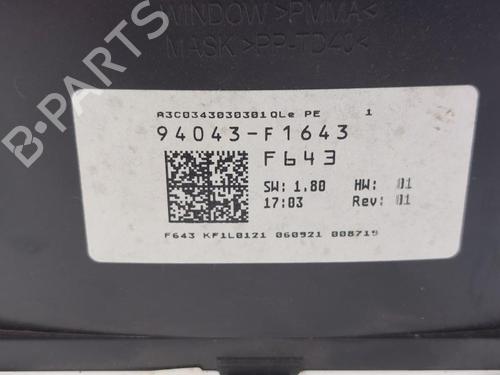 WINDOW >PMMA<
MASK >PP-TD40<
A3C0343030301QLe PE 1
94043-F1643
F643
SW: 1.80 HW: 01
17:03 Rev: 01
F643 KF1L0121 060921 008719
B-PARTS